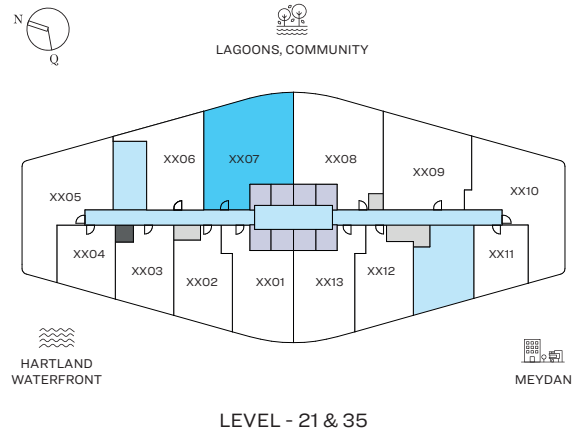 N
Q
LAGOONS, COMMUNITY
XX06
XX07
XX08
XX09
XX05
XX10
XX04
XX03
XX02
XX01
XX13
XX12
XX11
HARTLAND
WATERFRONT
MEYDAN
LEVEL - 21 & 35